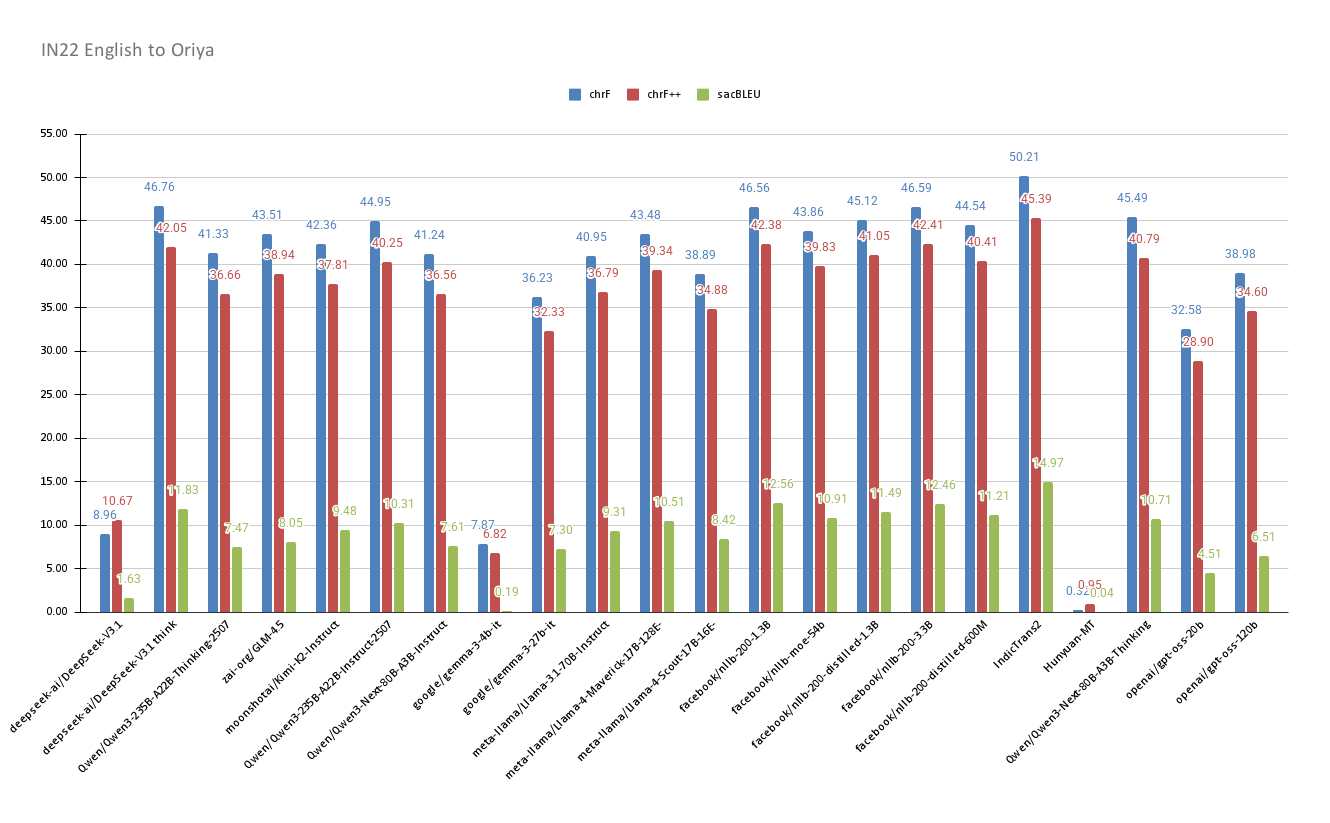 IN22 English to Oriya
chrF chrF++ sacBLEU
55.00
50.00
45.00
40.00
35.00
30.00
25.00
20.00
15.00
10.00
5.00
0.00
8.96 10.67 1.63
46.76 42.05 11.83
41.33 36.66 7.47
43.51 38.94 8.05
42.36 37.81 9.48
44.95 40.25 10.31
41.24 36.56 7.61
7.87 6.82 0.19
36.23 32.33 7.30
40.95 36.79 9.31
43.48 39.34 10.51
38.89 34.88 8.42
46.56 42.38 12.56
43.86 39.83 10.91
45.12 41.05 11.49
46.59 42.41 12.46
44.54 40.41 11.21
50.21 45.39 14.97
0.32 0.95 0.04
45.49 40.79 10.71
32.58 28.90 4.51
38.98 34.60 6.51
deepseek-ai/DeepSeek-V3.1
deepseek-ai/DeepSeek-V3.1 think
Qwen/Qwen3-235B-A22B-Thinking-2507
zai-org/GLM-4.5
moonshotai/Kimi-K2-Instruct
Qwen/Qwen3-235B-A22B-Instruct-2507
Qwen/Qwen3-Next-80B-A3B-Instruct
google/gemma-3-4b-it
google/gemma-3-27b-it
meta-llama/Llama-3.1-70B-Instruct
meta-llama/Llama-4-Maverick-17B-128E-
meta-llama/Llama-4-Scout-17B-16E-
facebook/nllb-200-1.3B
facebook/nllb-moe-54b
facebook/nllb-200-distilled-1.3B
facebook/nllb-200-3.3B
facebook/nllb-200-distilled-600M
IndicTrans2
Hunyuan-MT
Qwen/Qwen3-Next-80B-A3B-Thinking
openai/gpt-oss-20b
openai/gpt-oss-120b